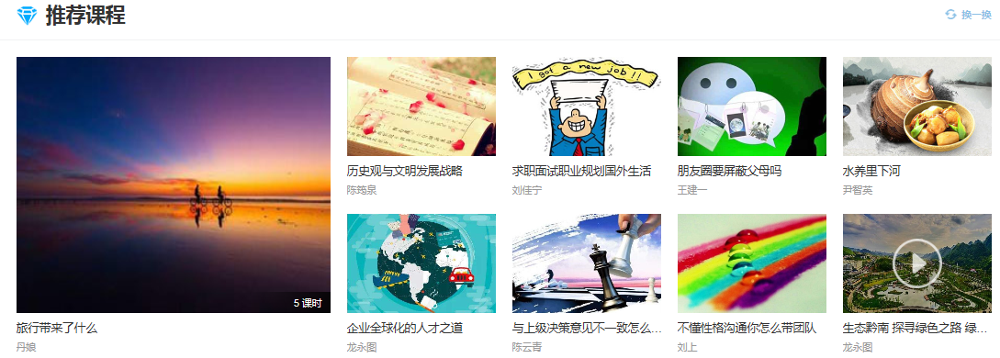 推荐课程
换一换
5 课时
旅行带来了什么
丹娘
历史观与文明发展战略
陈筠泉
I got a new job!!
求职面试职业规划国外生活
刘佳宁
朋友圈要屏蔽父母吗
王建一
水养里下河
尹智英
企业全球化的人才之道
龙永图
与上级决策意见不一致怎么...
陈云青
不懂性格沟通你怎么带团队
刘上
生态黔南 探寻绿色之路 绿...
龙永图